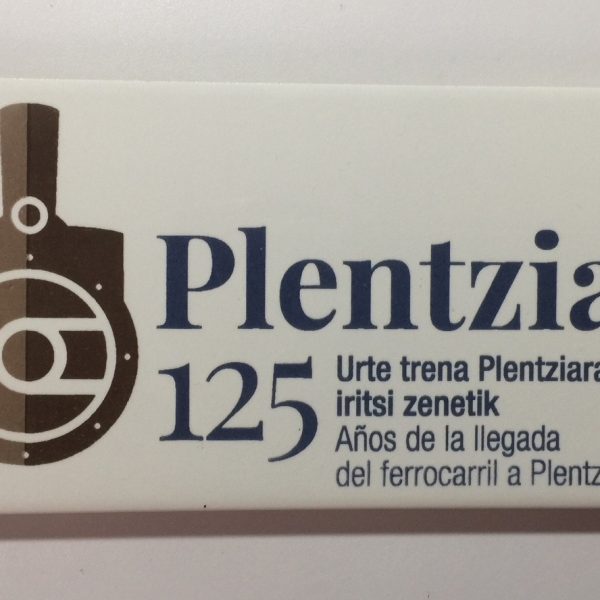 Plentzia
125
Urte trena Plentziara
iritsi zenetik
Años de la llegada
del ferrocarril a Plentz